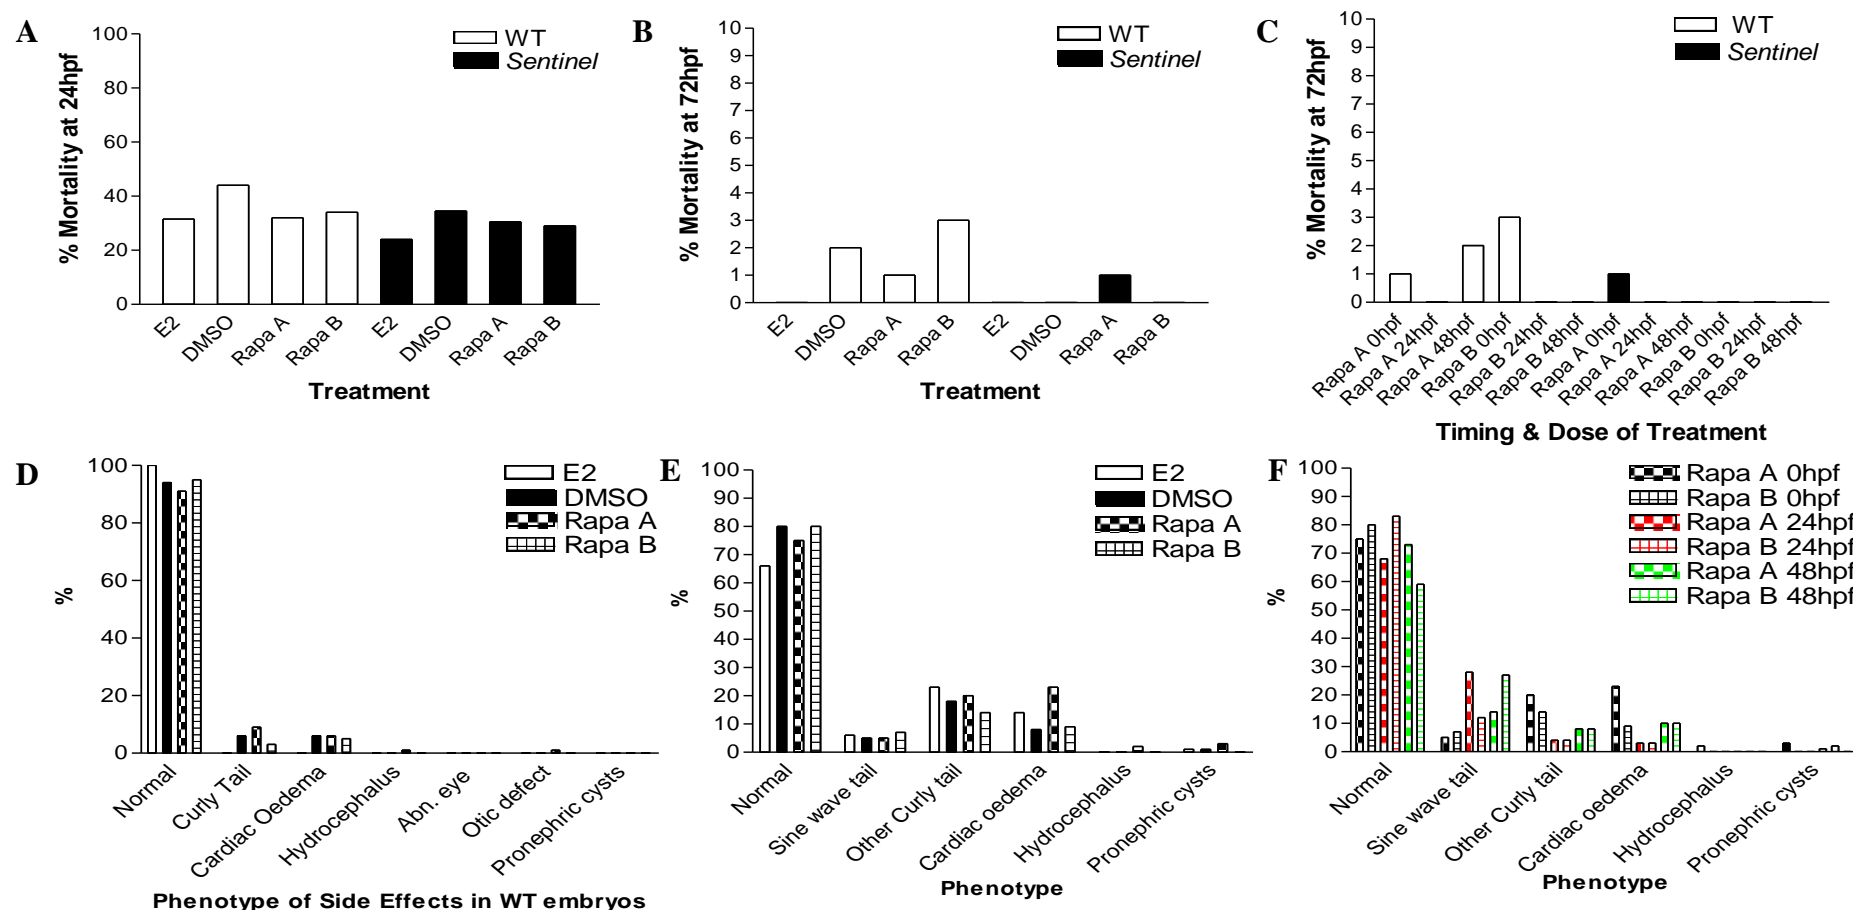 A
% Mortality at 24hpf
100
80
60
40
20
0
WT
Sentinel
E2
DMSO
Rapa A
Rapa B
E2
DMSO
Rapa A
Rapa B
Treatment
B
% Mortality at 72hpf
10
9
8
7
6
5
4
3
2
1
0
WT
Sentinel
E2
DMSO
Rapa A
Rapa B
E2
DMSO
Rapa A
Rapa B
Treatment
C
% Mortality at 72hpf
10
9
8
7
6
5
4
3
2
1
0
WT
Sentinel
Rapa A 0hpf
Rapa A 24hpf
Rapa A 48hpf
Rapa B 0hpf
Rapa B 24hpf
Rapa B 48hpf
Rapa A 0hpf
Rapa A 24hpf
Rapa A 48hpf
Rapa B 0hpf
Rapa B 24hpf
Rapa B 48hpf
Timing & Dose of Treatment
D
%
100
80
60
40
20
0
E2
DMSO
Rapa A
Rapa B
Normal
Curly Tail
Cardiac Oedema
Hydrocephalus
Abn. eye
Otic defect
Pronephric cysts
Phenotype of Side Effects in WT embryos
E
%
100
90
80
70
60
50
40
30
20
10
0
E2
DMSO
Rapa A
Rapa B
Normal
Sine wave tail
Other Curly tail
Cardiac oedema
Hydrocephalus
Pronephric cysts
Phenotype
F
%
100
90
80
70
60
50
40
30
20
10
0
Rapa A 0hpf
Rapa B 0hpf
Rapa A 24hpf
Rapa B 24hpf
Rapa A 48hpf
Rapa B 48hpf
Normal
Sine wave tail
Other Curly tail
Cardiac oedema
Hydrocephalus
Pronephric cysts
Phenotype